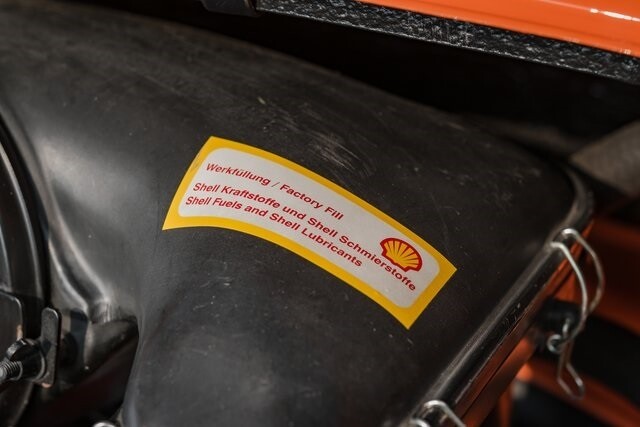 Werkfüllung / Factory Fill
Shell Kraftstoffe und Shell Schmierstoffe
Shell Fuels and Shell Lubricants